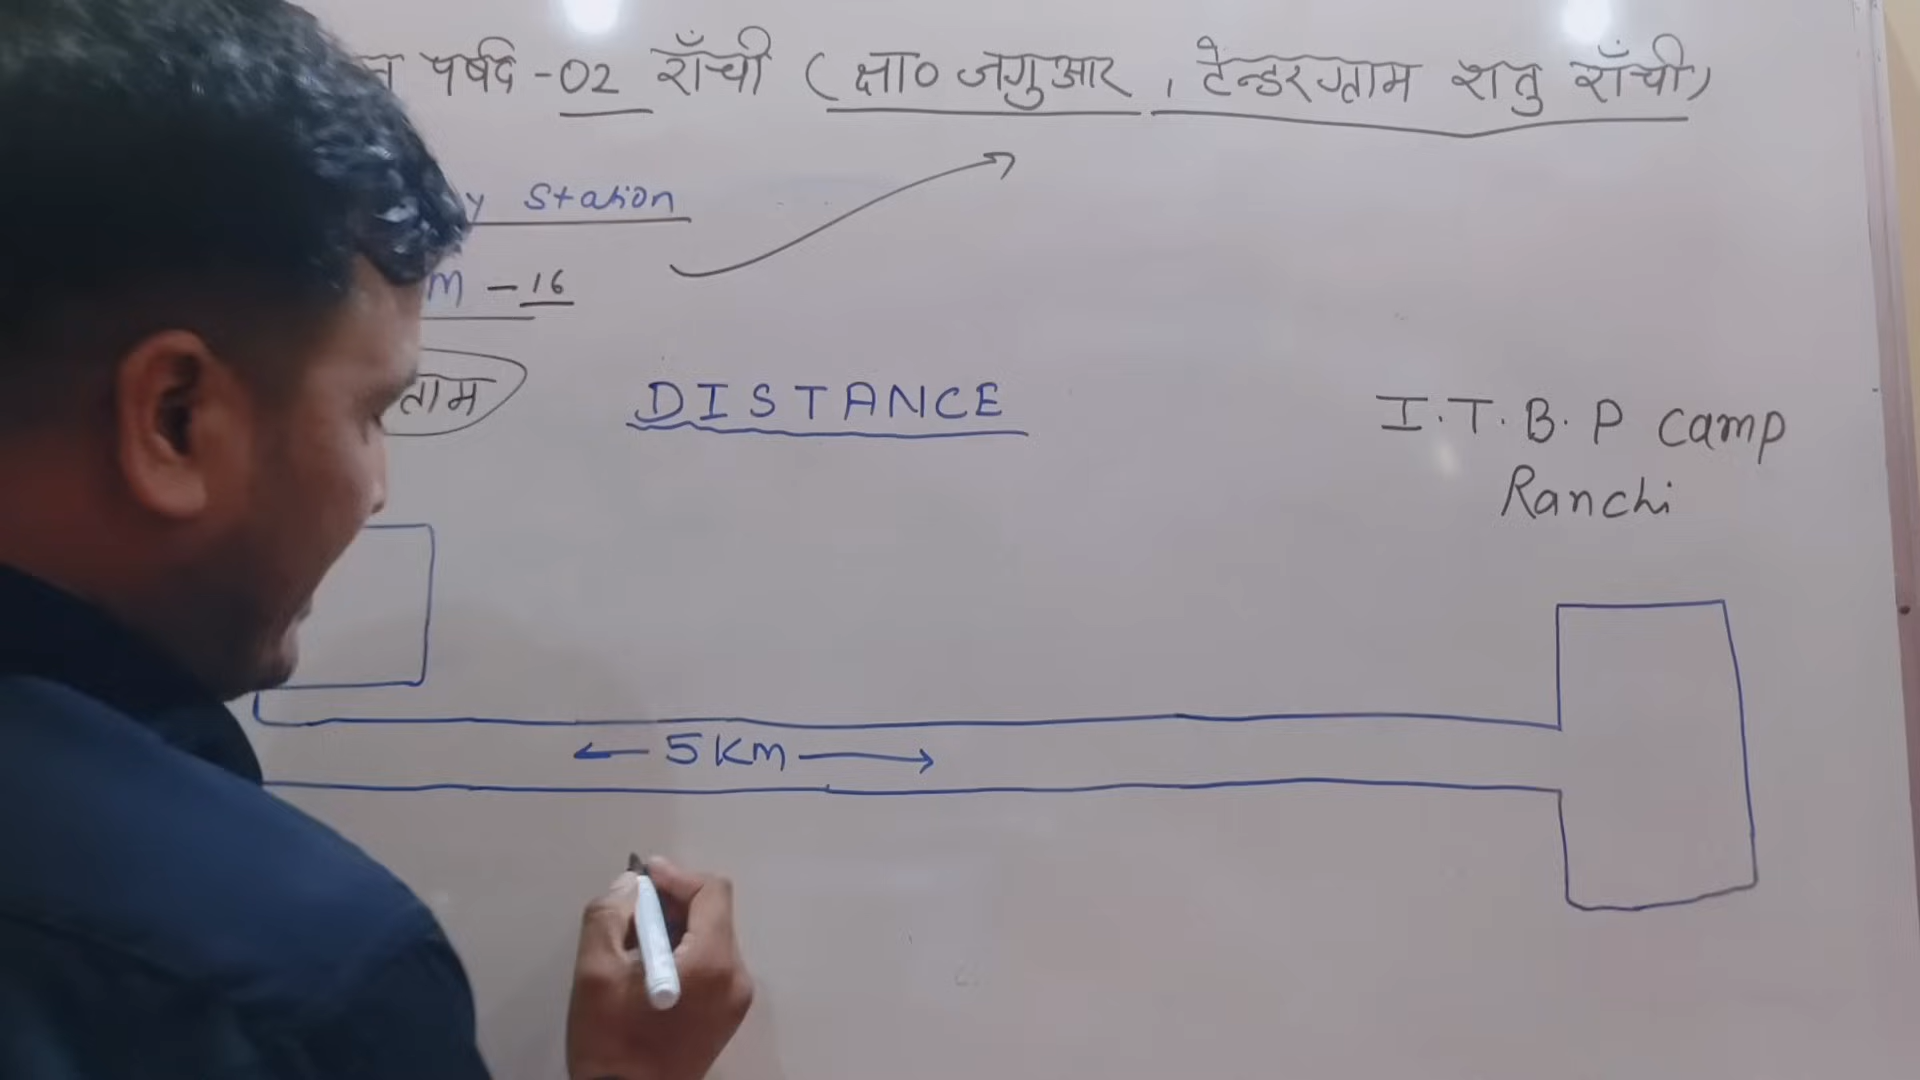 पर्षद -02 राँची ( क्षा० जगुआर , टेन्डरग्राम रातु राँची)
y Station
m - 16
ताम
DISTANCE
I.T.B.P Camp
Ranchi
5 Km